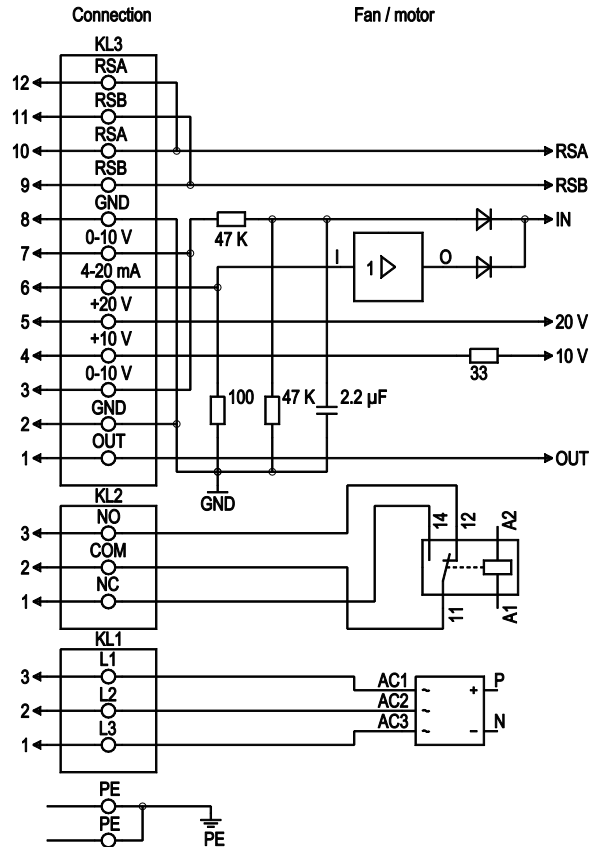 Connection
Fan / motor
KL3
RSA
12
RSB
11
RSA
10
RSA
RSB
9
RSB
GND
8
IN
0-10 V
7
47 K
4-20 mA
6
I
1
O
+20 V
5
20 V
+10 V
4
10 V
33
0-10 V
3
100
47 K
2.2 µF
GND
2
OUT
1
OUT
GND
KL2
NO
3
COM
2
NC
1
14
12
A2
11
A1
KL1
L1
3
AC1
~
+
P
L2
2
AC2
~
L3
1
AC3
~
–
N
PE
PE
PE